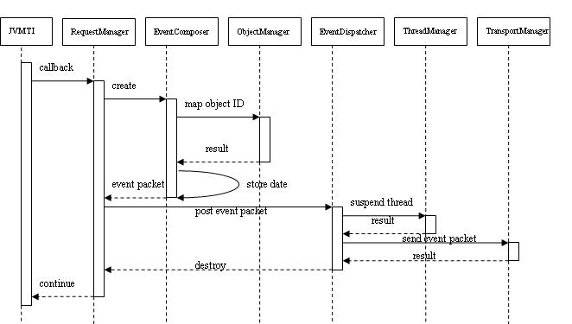 JVMTI RequestManager EventComposer ObjectManager EventDispatcher ThreadManager TransportManager
callback
create
map object ID
result
event packet
store date
post event packet
suspend thread
result
send event packet
result
destroy
continue